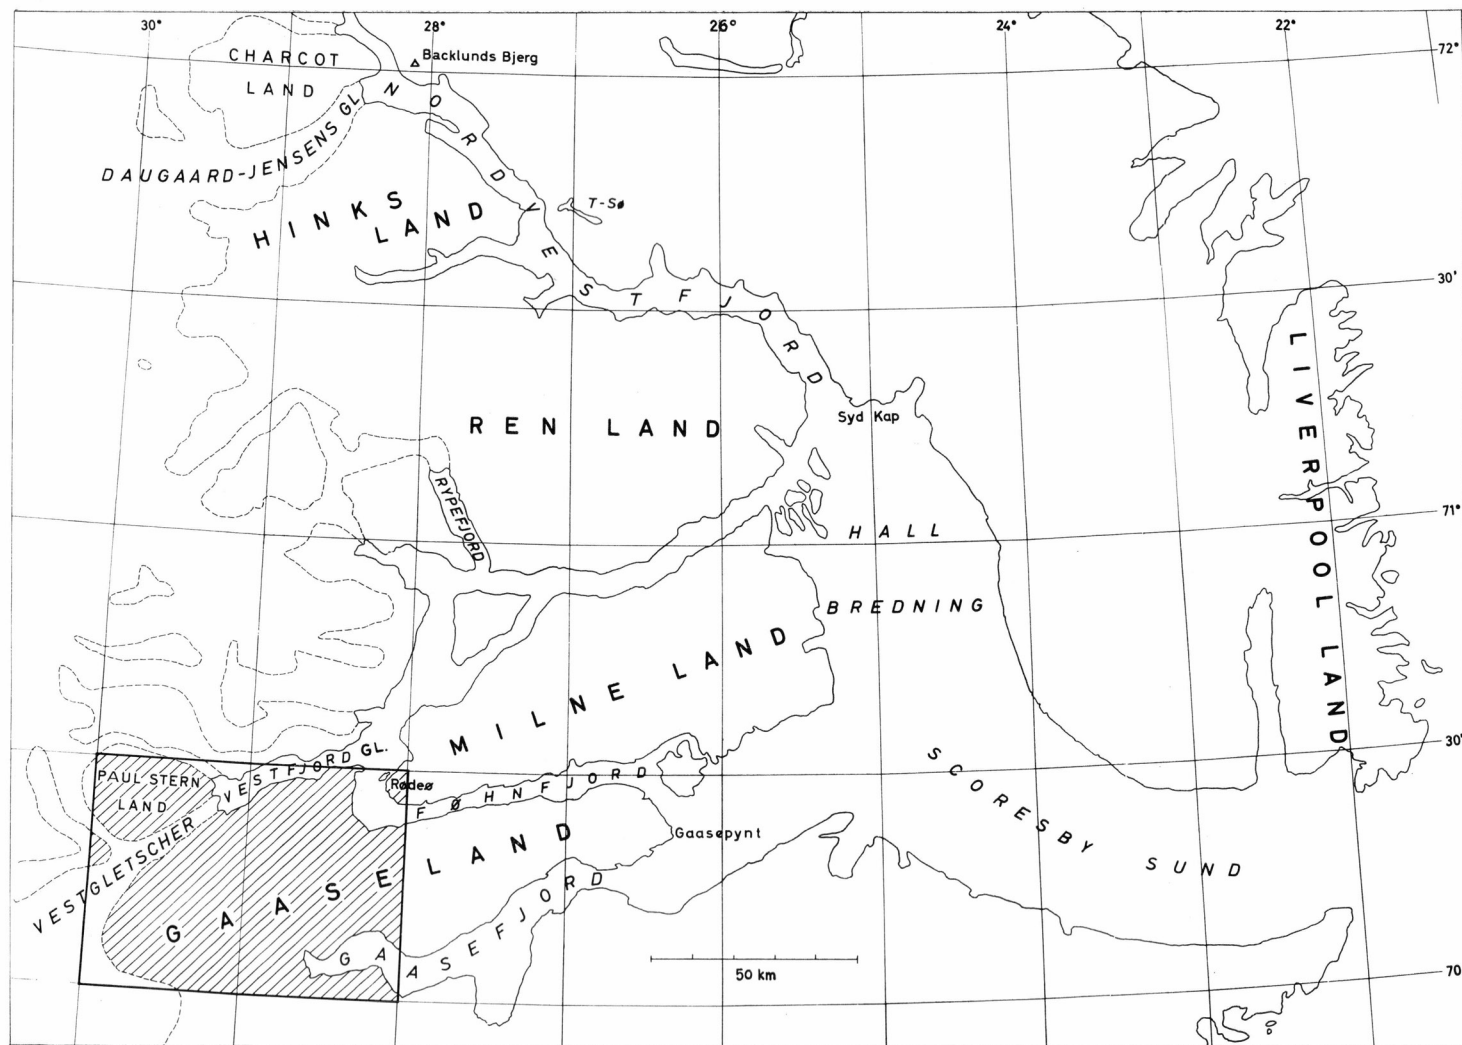 30° 28° 26° 24° 22°
72°
CHARCOT
LAND
Backlunds Bjerg
DAUGAARD-JENSENS GL.
NORDVESTFJORD
HINKS
LAND
T-Sø
30'
LIVERPOOL LAND
REN LAND
Syd Kap
RYPEFJORD
71°
HALL
BREDNING
MILNE LAND
30'
VESTFJORD GL.
PAUL STERN
LAND
Rødeø
FØHNFJORD
SCORESBY SUND
Gaasepynt
VESTGLETSCHER
GAASELAND
GAASEFJORD
50 km
70